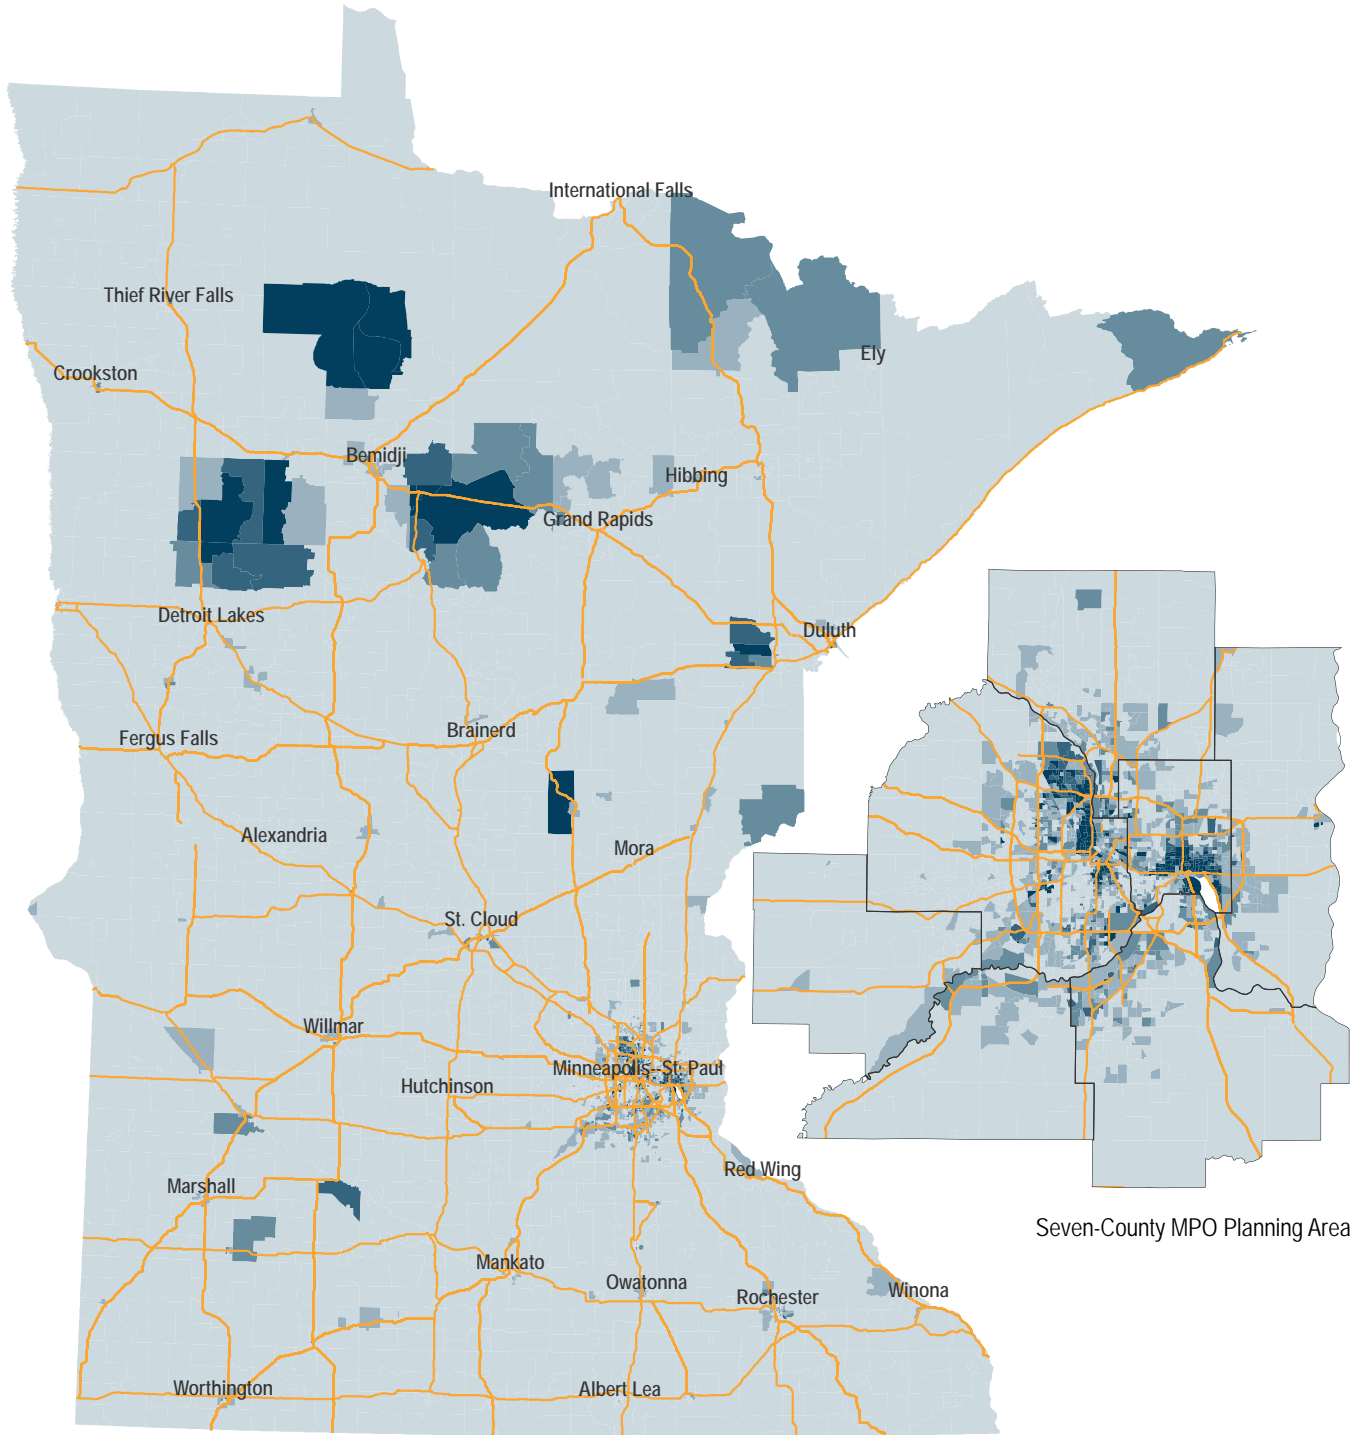 International Falls
Thief River Falls
Ely
Crookston
Bemidji
Hibbing
Grand Rapids
Detroit Lakes
Duluth
Brainerd
Fergus Falls
Alexandria
Mora
St. Cloud
Willmar
Minneapolis--St. Paul
Hutchinson
Red Wing
Marshall
Seven-County MPO Planning Area
Mankato
Owatonna
Rochester
Winona
Worthington
Albert Lea